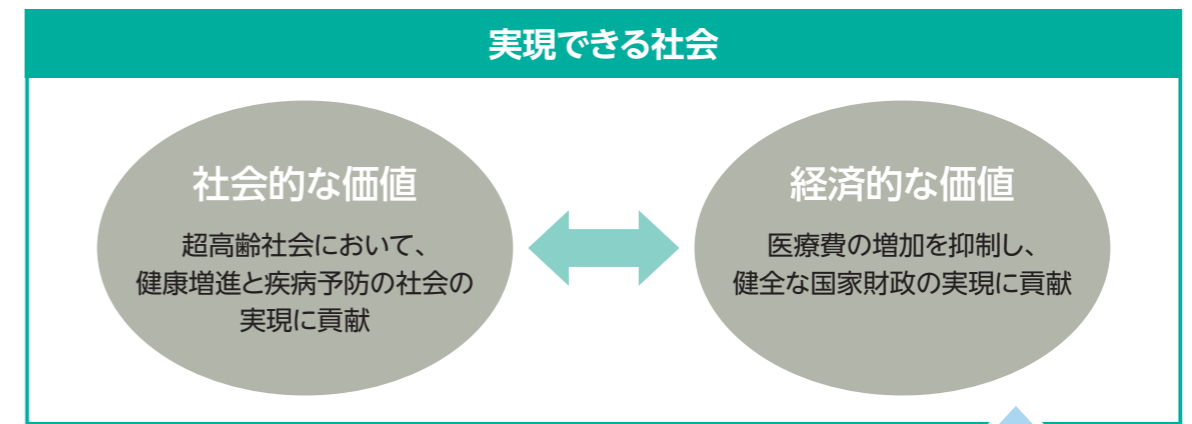 実現できる社会
社会的な価値
超高齢社会において、
健康増進と疾病予防の社会の
実現に貢献
経済的な価値
医療費の増加を抑制し、
健全な国家財政の実現に貢献